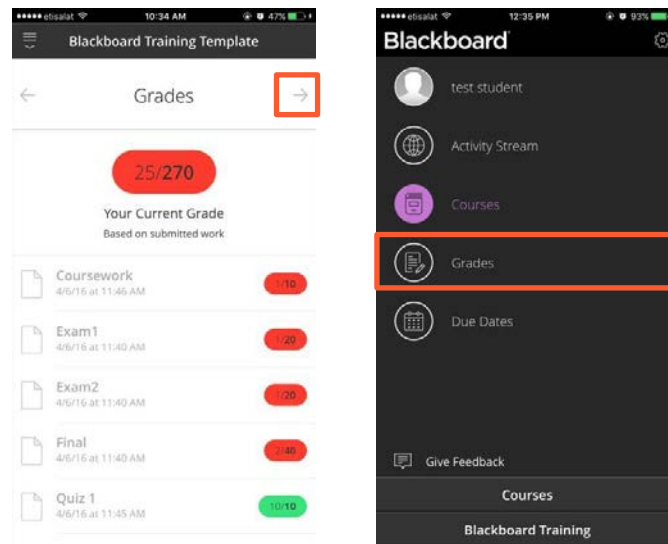 etisalat 10:34 AM 47%
Blackboard Training Template
Grades
25/270
Your Current Grade
Based on submitted work
Coursework
4/6/16 at 11:46 AM
1/10
Exam1
4/6/16 at 11:40 AM
1/20
Exam2
4/6/16 at 11:40 AM
1/20
Final
4/6/16 at 11:40 AM
2/40
Quiz 1
4/6/16 at 11:45 AM
10/10
etisalat 12:35 PM 93%
Blackboard
test student
Activity Stream
Courses
Grades
Due Dates
Give Feedback
Courses
Blackboard Training